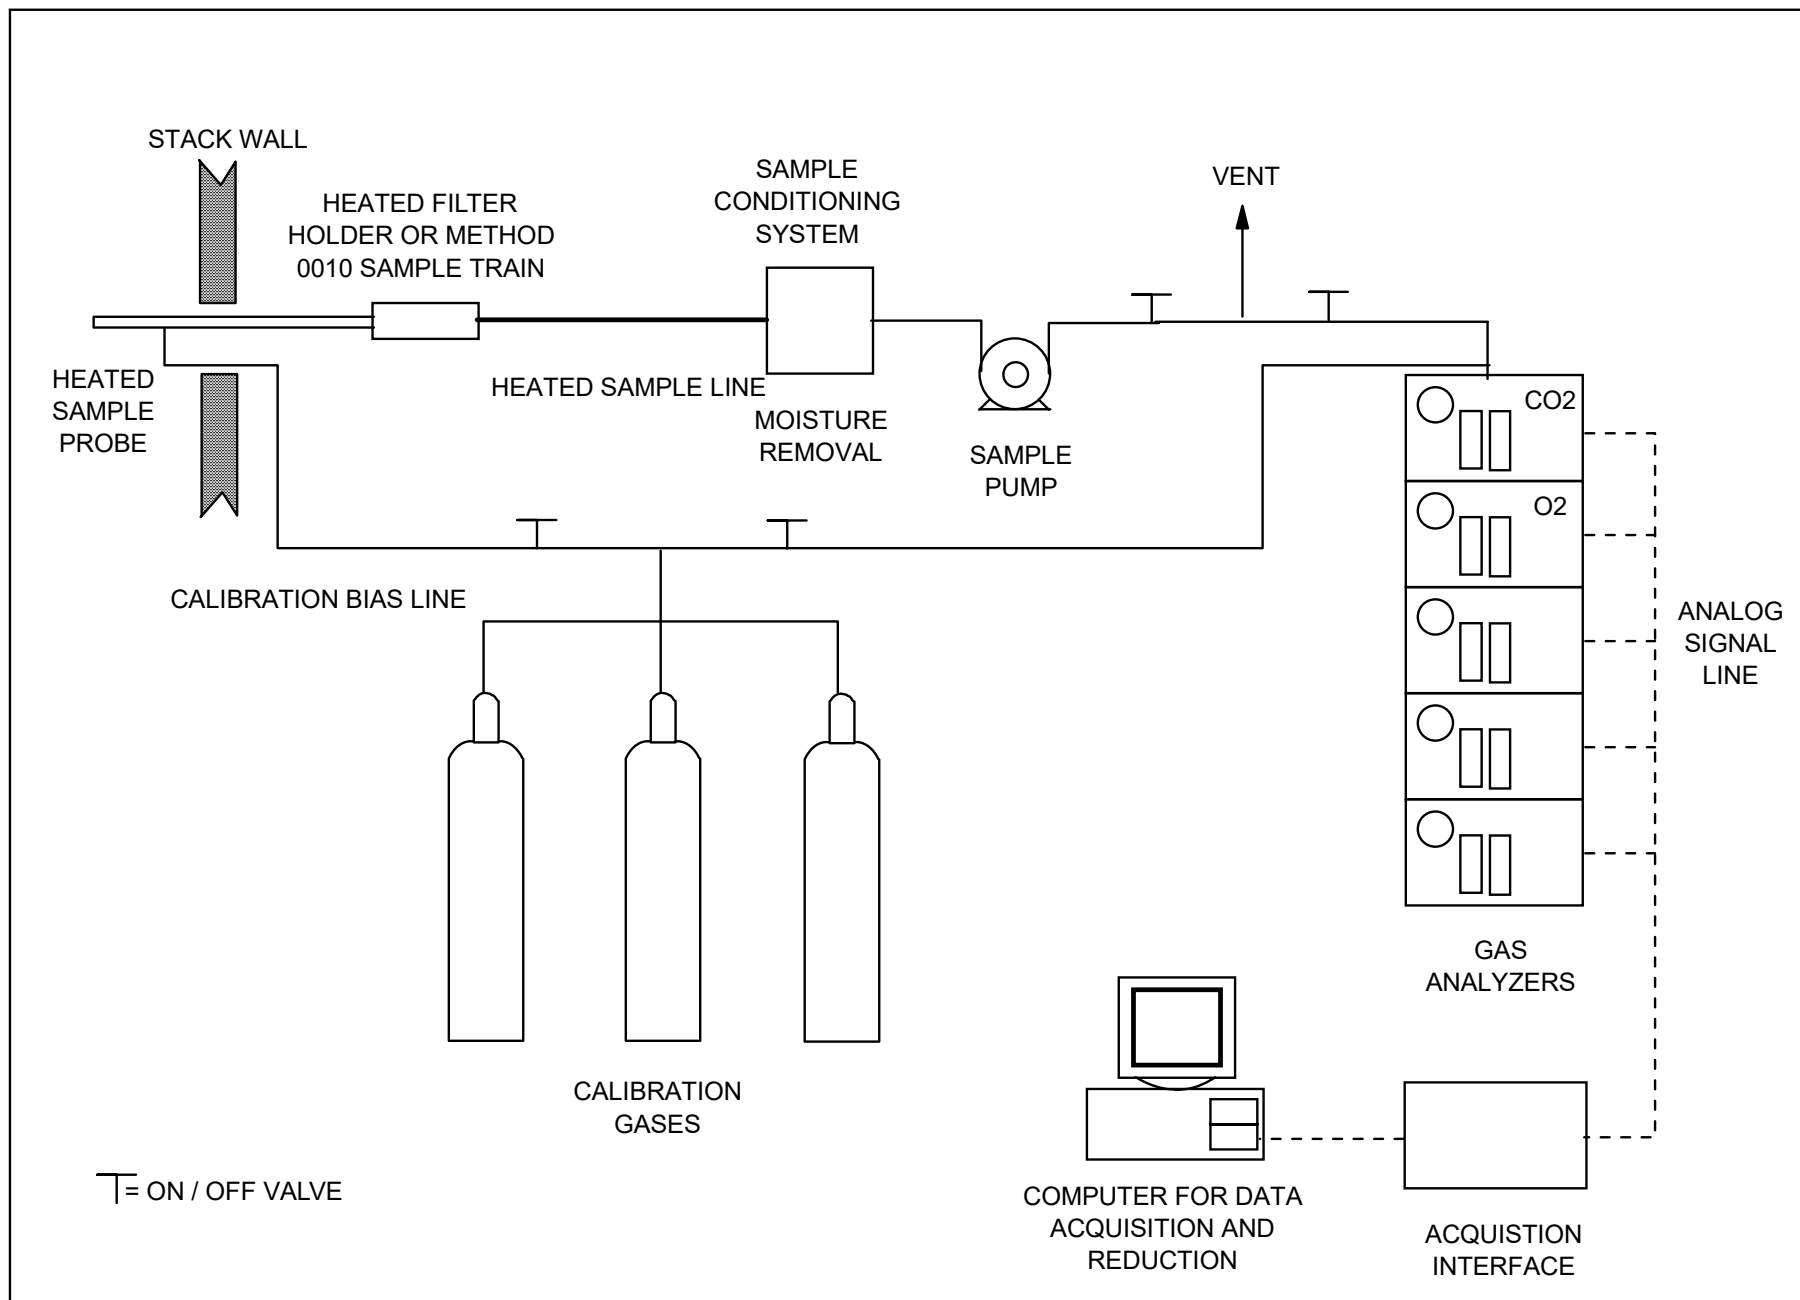 STACK WALL
HEATED FILTER
HOLDER OR METHOD
0010 SAMPLE TRAIN
SAMPLE
CONDITIONING
SYSTEM
VENT
HEATED
SAMPLE
PROBE
HEATED SAMPLE LINE
MOISTURE
REMOVAL
SAMPLE
PUMP
CO2
O2
CALIBRATION BIAS LINE
ANALOG
SIGNAL
LINE
GAS
ANALYZERS
CALIBRATION
GASES
= ON / OFF VALVE
COMPUTER FOR DATA
ACQUISITION AND
REDUCTION
ACQUISTION
INTERFACE